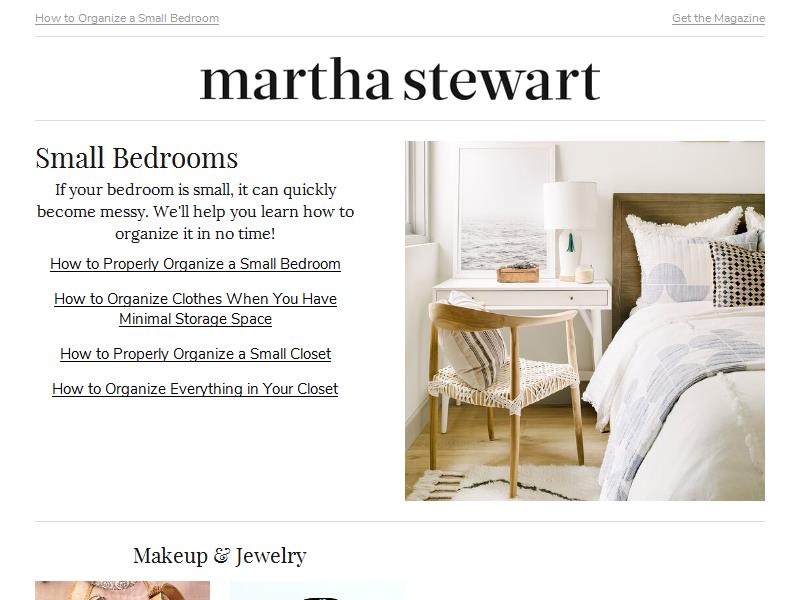 How to Organize a Small Bedroom
Get the Magazine
martha stewart
Small Bedrooms
If your bedroom is small, it can quickly
become messy. We'll help you learn how to
organize it in no time!
How to Properly Organize a Small Bedroom
How to Organize Clothes When You Have
Minimal Storage Space
How to Properly Organize a Small Closet
How to Organize Everything in Your Closet
Makeup & Jewelry